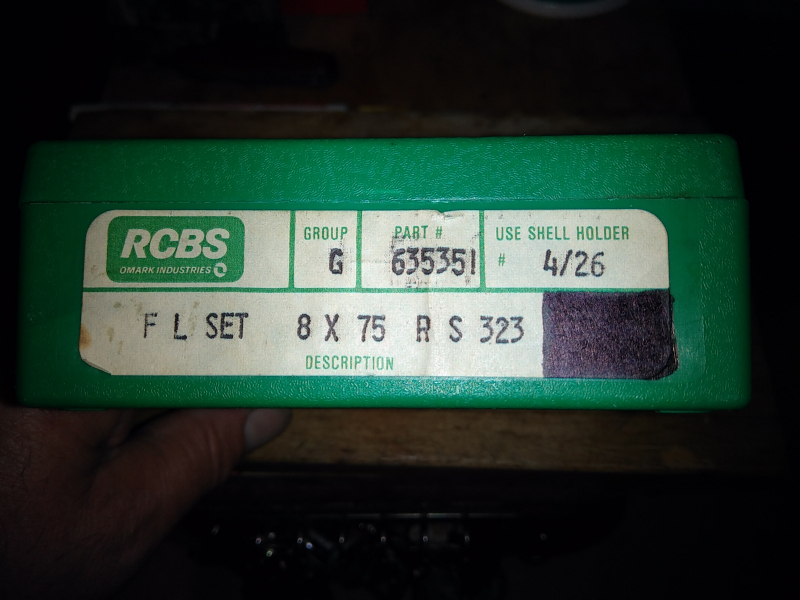 RCBS
OMARK INDUSTRIES
GROUP
G
PART #
635351
USE SHELL HOLDER
# 4/26
F L SET 8 X 75 R S 323
DESCRIPTION